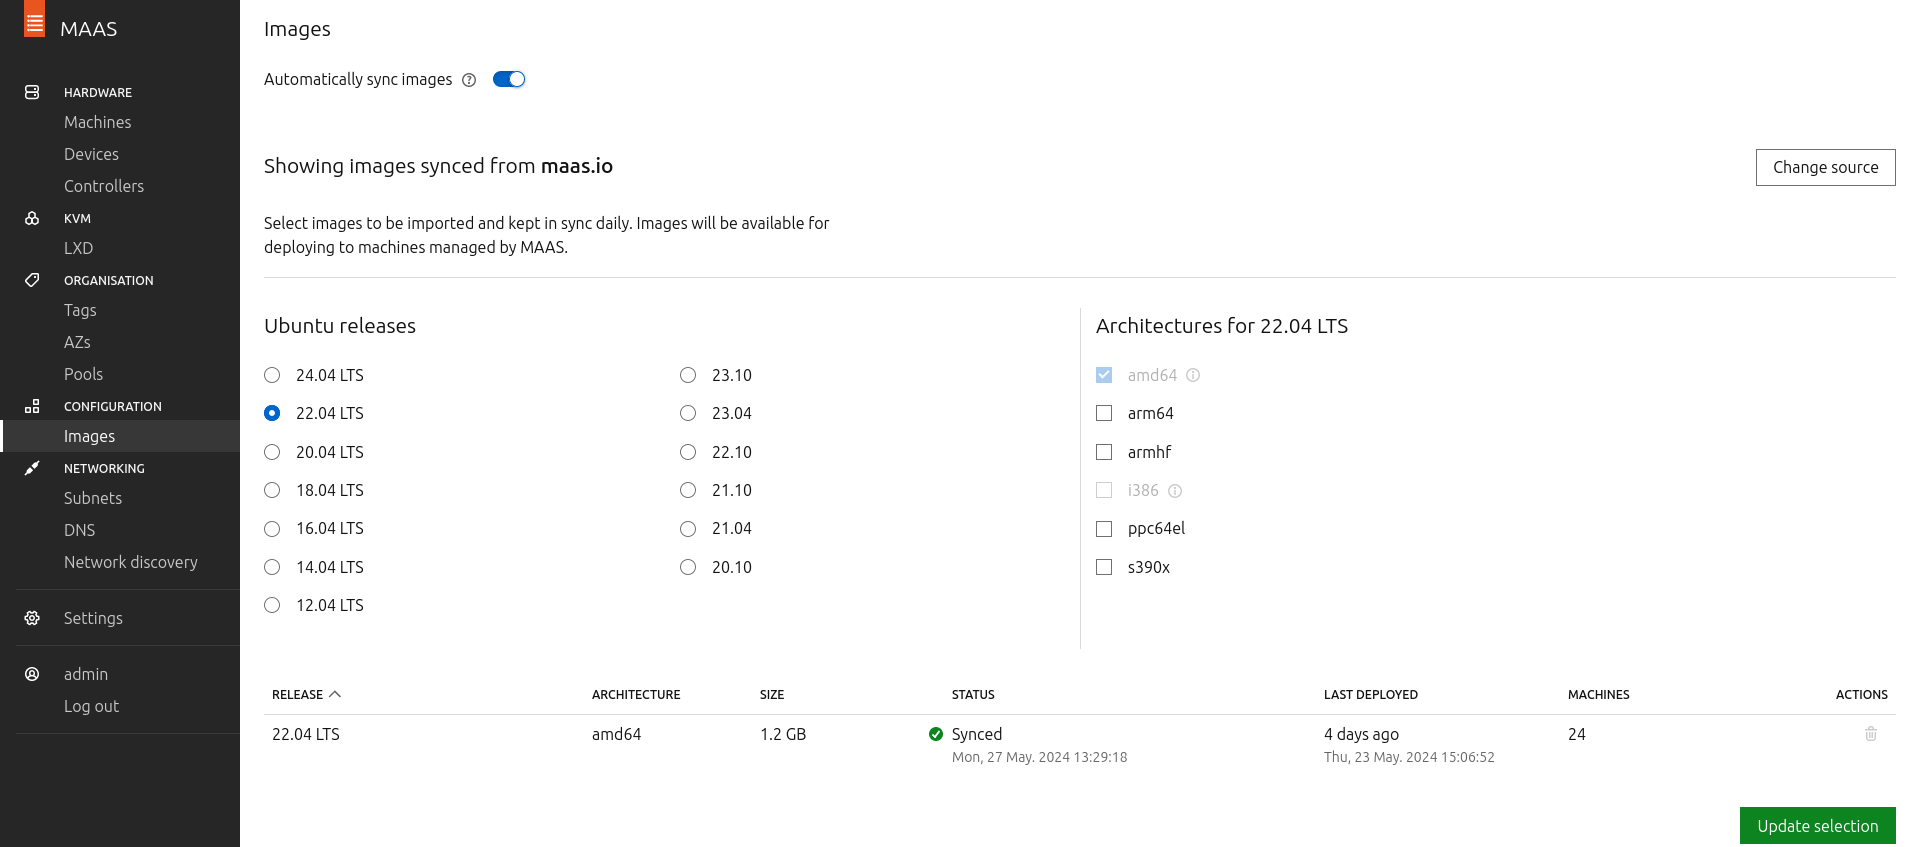 MAAS
HARDWARE
Machines
Devices
Controllers
KVM
LXD
ORGANISATION
Tags
AZs
Pools
CONFIGURATION
Images
NETWORKING
Subnets
DNS
Network discovery
Settings
admin
Log out
Images
Automatically sync images
Showing images synced from maas.io
Change source
Select images to be imported and kept in sync daily. Images will be available for
deploying to machines managed by MAAS.
Ubuntu releases
24.04 LTS
22.04 LTS
20.04 LTS
18.04 LTS
16.04 LTS
14.04 LTS
12.04 LTS
23.10
23.04
22.10
21.10
21.04
20.10
Architectures for 22.04 LTS
amd64
arm64
armhf
i386
ppc64el
s390x
RELEASE ARCHITECTURE SIZE STATUS LAST DEPLOYED MACHINES ACTIONS
22.04 LTS amd64 1.2 GB Synced 4 days ago 24
Mon, 27 May. 2024 13:29:18 Thu, 23 May. 2024 15:06:52
Update selection